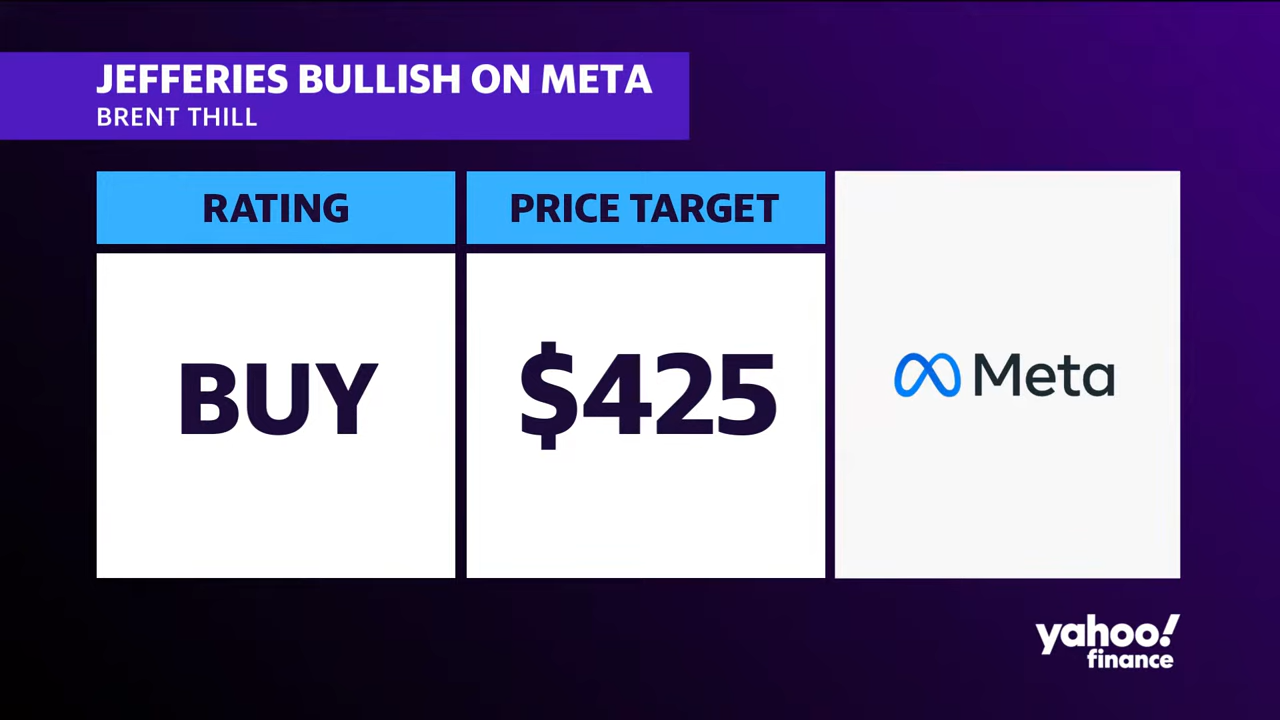 JEFFERIES BULLISH ON META
BRENT THILL
RATING
PRICE TARGET
BUY
$425
Meta
yahoo!
finance